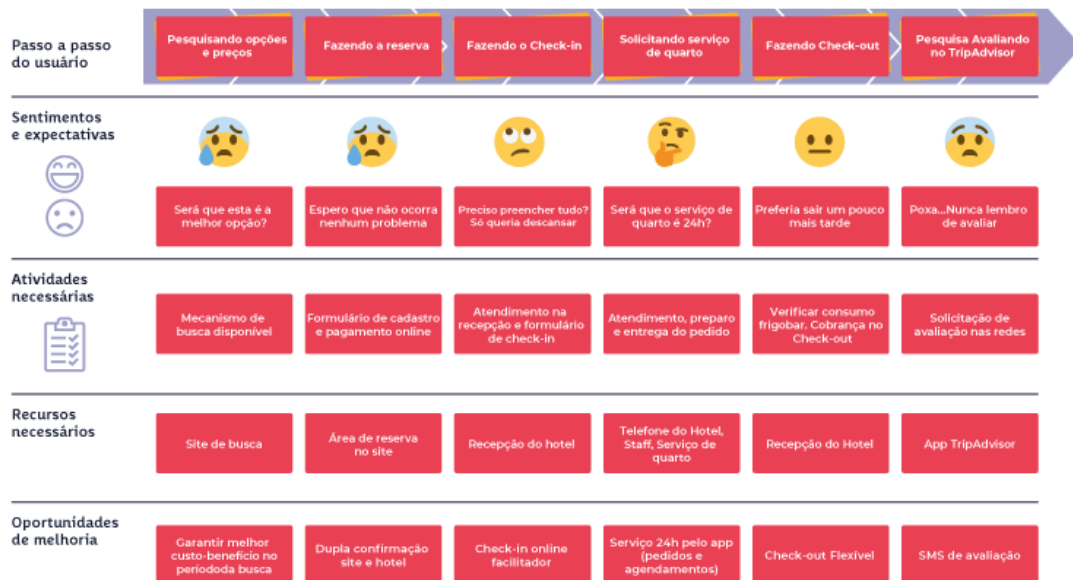 Passo a passo
do usuário
Pesquisando opções
e preços
Fazendo a reserva
Fazendo o Check-in
Solicitando serviço
de quarto
Fazendo Check-out
Pesquisa Avaliando
no TripAdvisor
Sentimentos
e expectativas
Será que esta é a
melhor opção?
Espero que não ocorra
nenhum problema
Preciso preencher tudo?
Só queria descansar
Será que o serviço de
quarto é 24h?
Preferia sair um pouco
mais tarde
Poxa...Nunca lembro
de avaliar
Atividades
necessárias
Mecanismo de
busca disponível
Formulário de cadastro
e pagamento online
Atendimento na
recepção e formulário
de check-in
Atendimento, preparo
e entrega do pedido
Verificar consumo
frigobar. Cobrança no
Check-out
Solicitação de
avaliação nas redes
Recursos
necessários
Site de busca
Área de reserva
no site
Recepção do hotel
Telefone do Hotel,
Staff, Serviço de
quarto
Recepção do Hotel
App TripAdvisor
Oportunidades
de melhoria
Garantir melhor
custo-benefício no
períododa busca
Dupla confirmação
site e hotel
Check-in online
facilitador
Serviço 24h pelo app
(pedidos e
agendamentos)
Check-out Flexível
SMS de avaliação